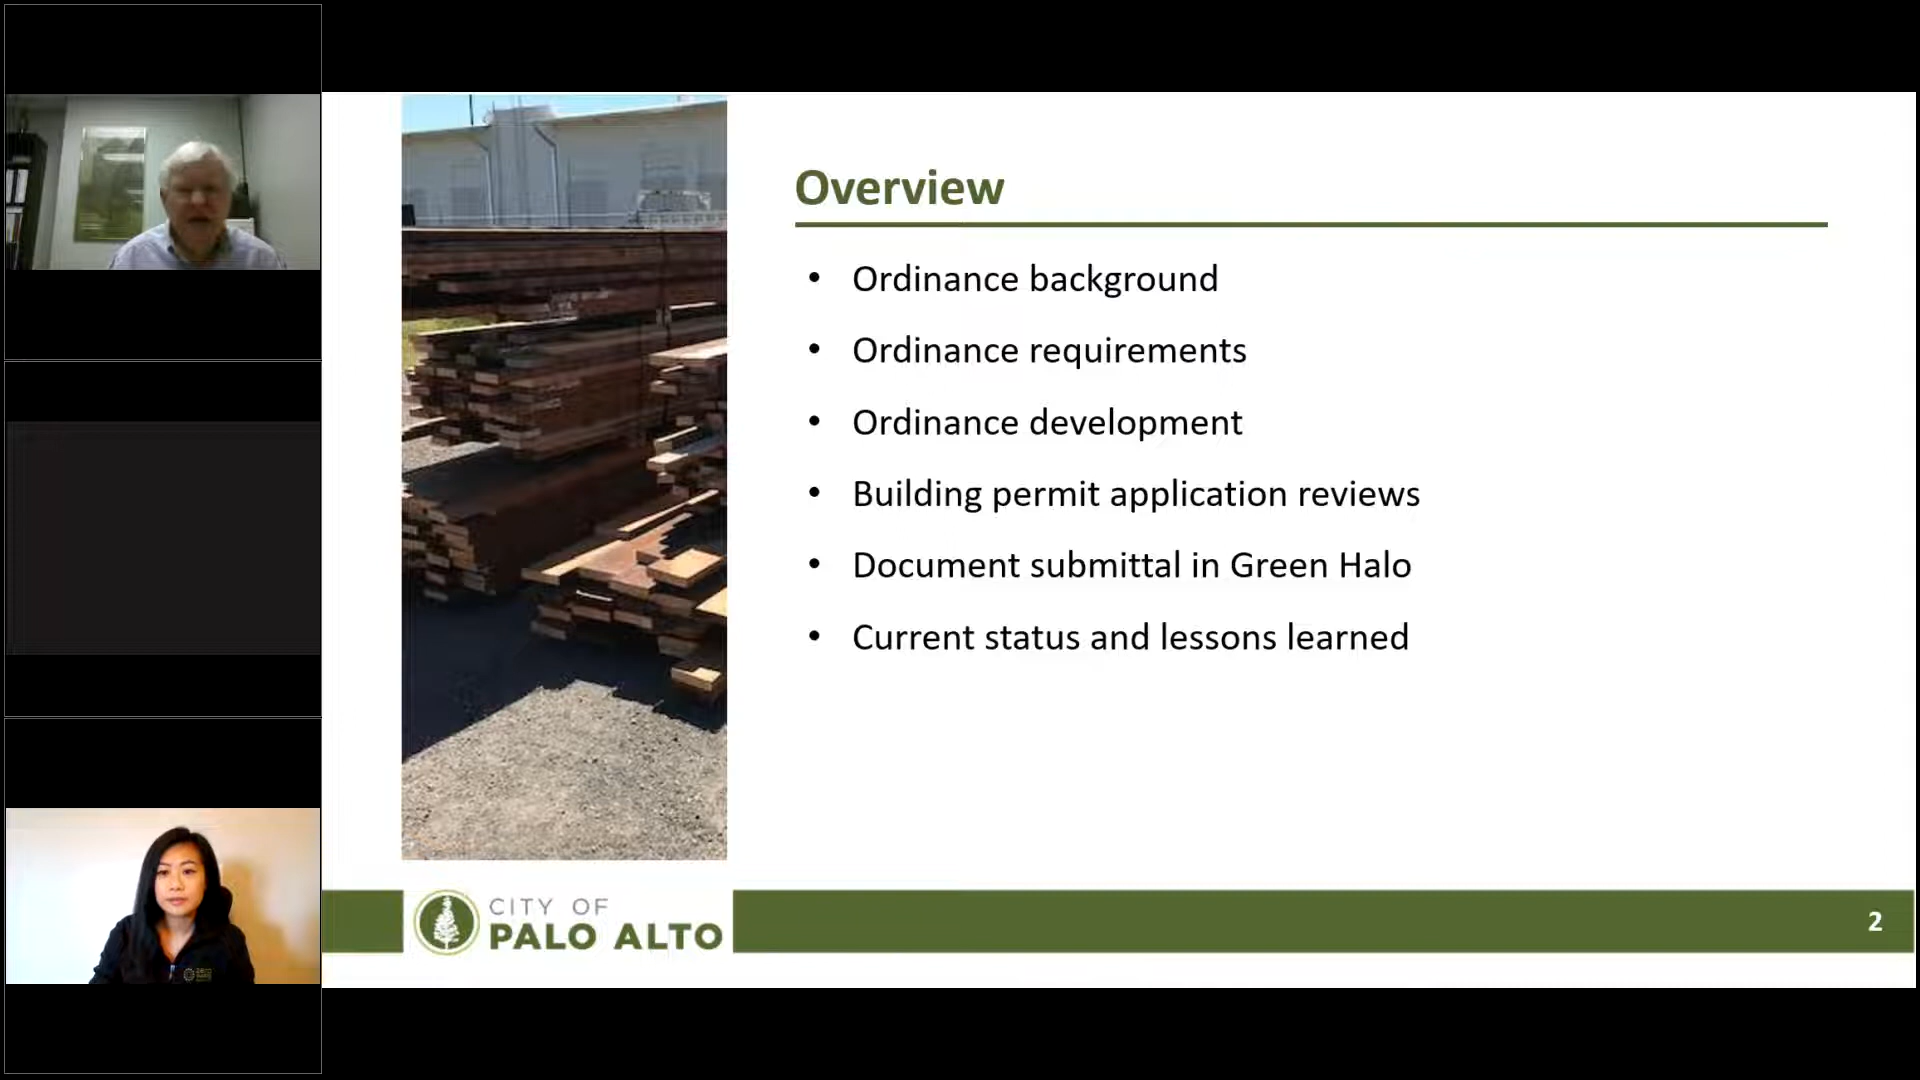 Overview
• Ordinance background
• Ordinance requirements
• Ordinance development
• Building permit application reviews
• Document submittal in Green Halo
• Current status and lessons learned
CITY OF
PALO ALTO
2